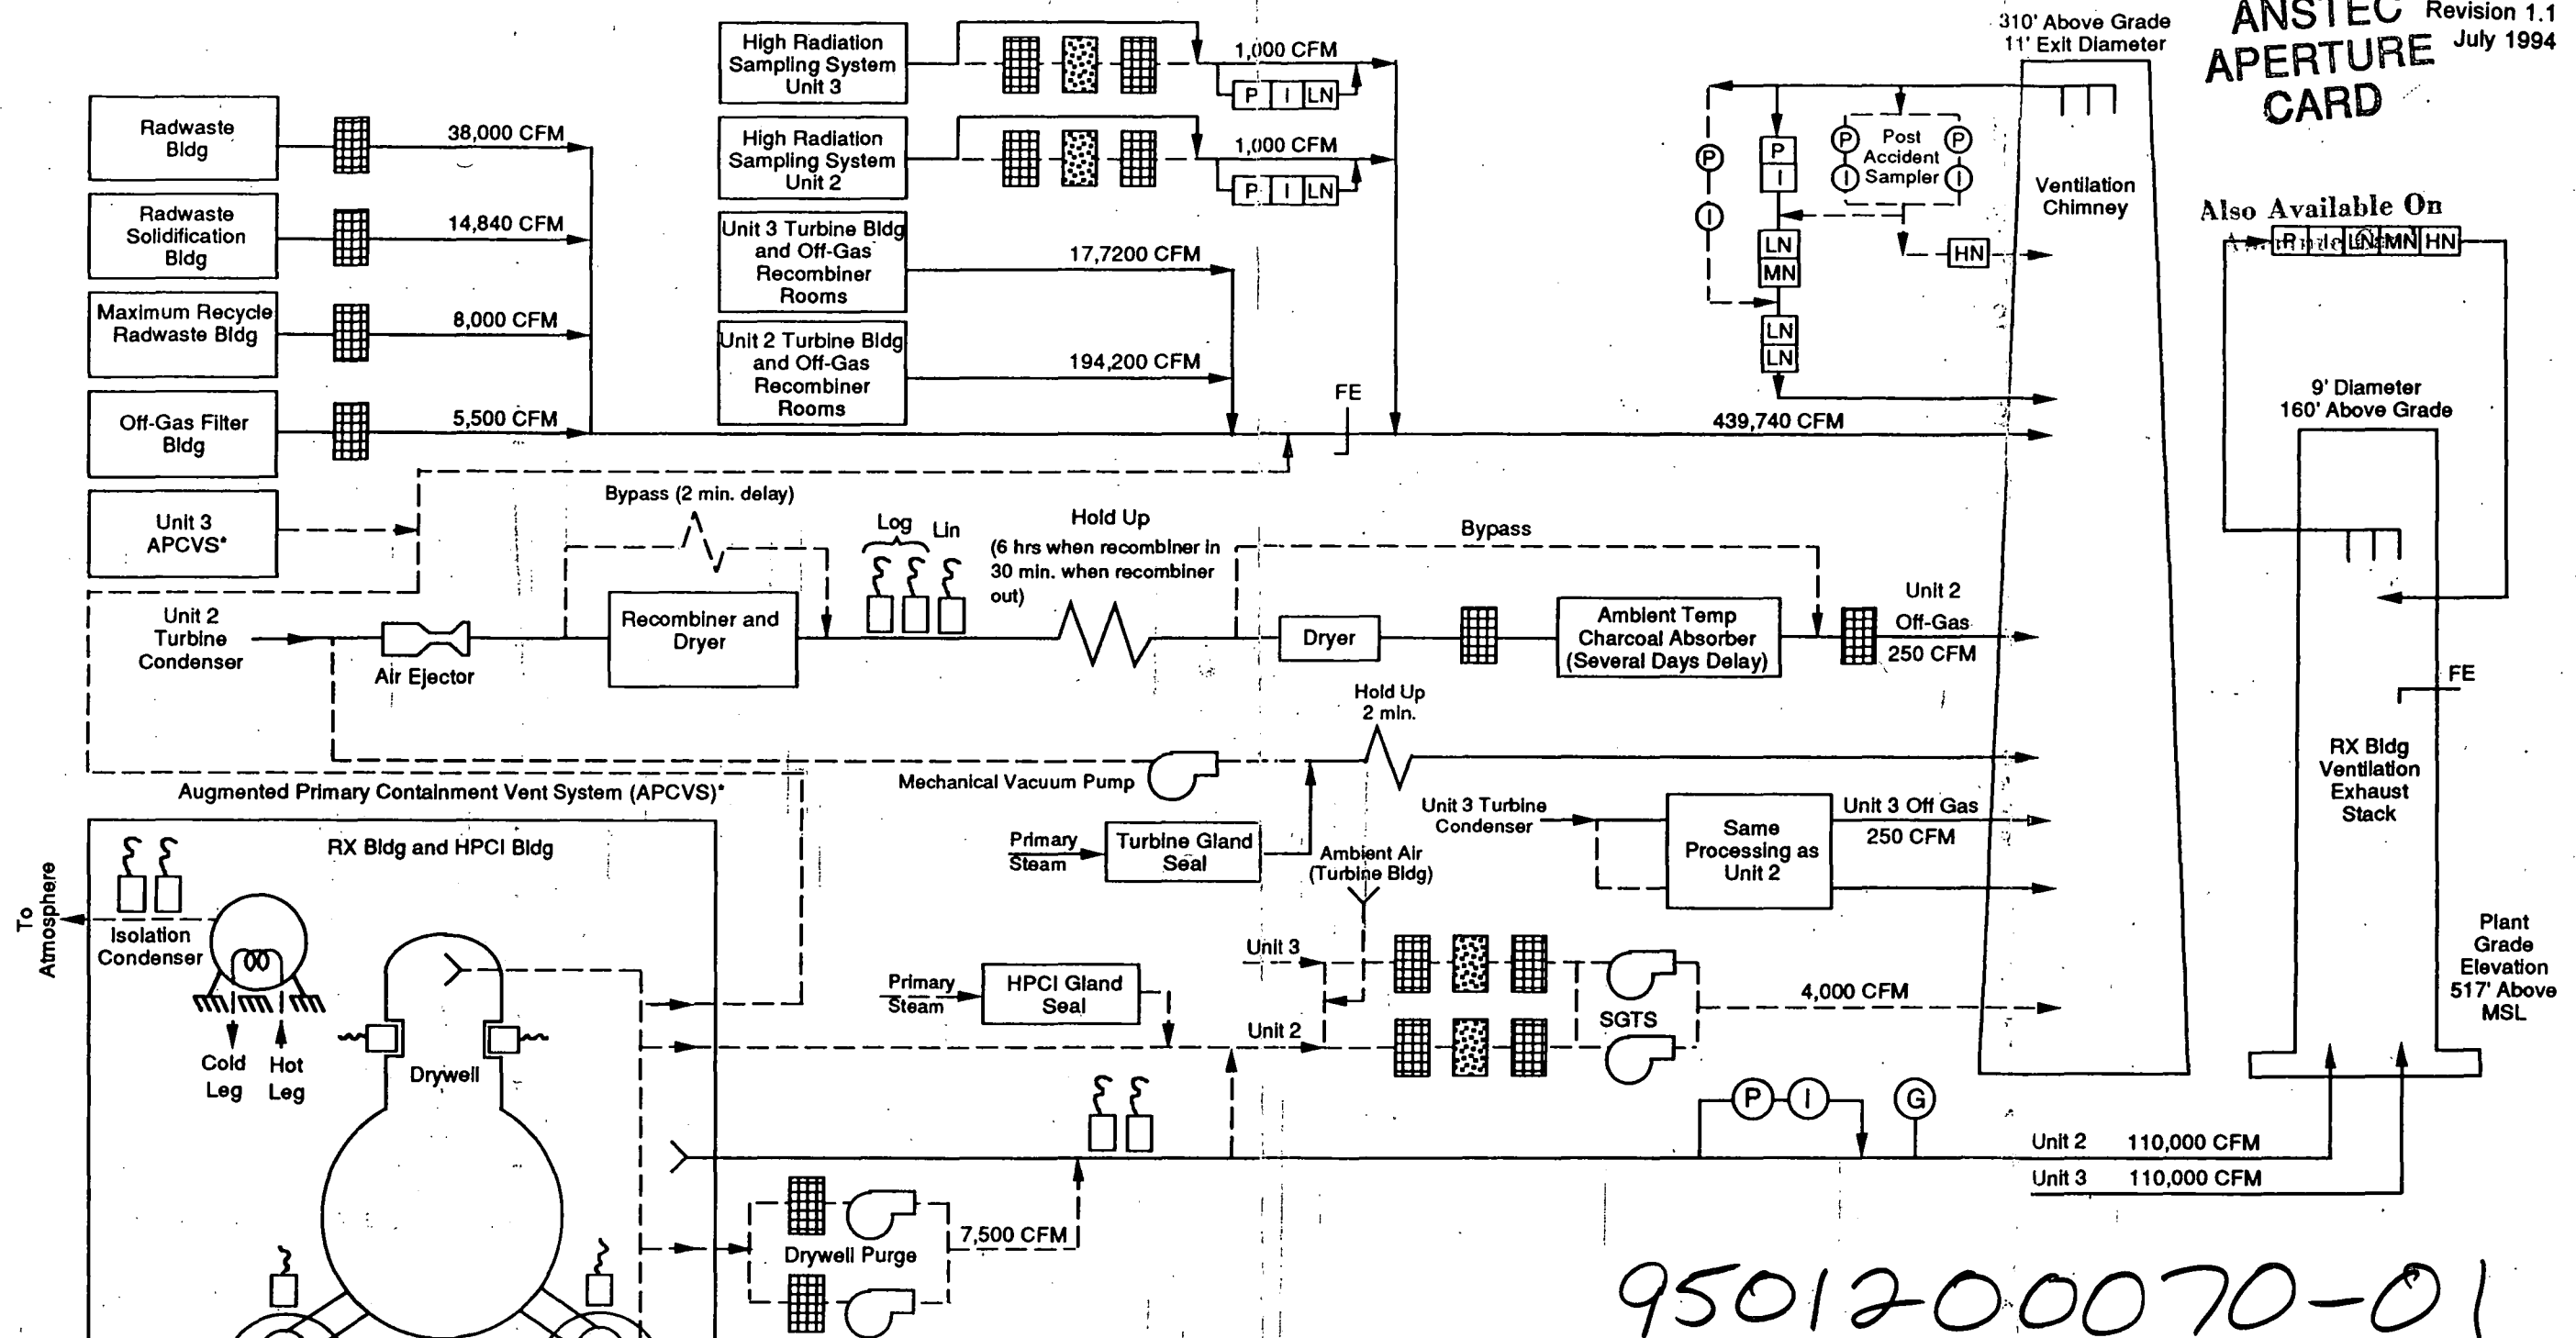 ANSTEC
APERTURE
CARD
Revision 1.1
July 1994
Also Available On
310' Above Grade
11' Exit Diameter
High Radiation
Sampling System
Unit 3
1,000 CFM
P I LN
High Radiation
Sampling System
Unit 2
1,000 CFM
P I LN
Radwaste
Bldg
38,000 CFM
Radwaste
Solidification
Bldg
14,840 CFM
Maximum Recycle
Radwaste Bldg
8,000 CFM
Off-Gas Filter
Bldg
5,500 CFM
Unit 3
APCVS*
Unit 3 Turbine Bldg
and Off-Gas
Recombiner
Rooms
17,7200 CFM
Unit 2 Turbine Bldg
and Off-Gas
Recombiner
Rooms
194,200 CFM
FE
439,740 CFM
P
I
P
I
LN
MN
LN
LN
P
I
Post
Accident
Sampler
P
I
HN
Ventilation
Chimney
P I LN MN HN
9' Diameter
160' Above Grade
FE
RX Bldg
Ventilation
Exhaust
Stack
Plant
Grade
Elevation
517' Above
MSL
Bypass (2 min. delay)
Log
Lin
Hold Up
(6 hrs when recombiner in
30 min. when recombiner
out)
Bypass
Unit 2
Turbine
Condenser
Air Ejector
Recombiner and
Dryer
Dryer
Ambient Temp
Charcoal Absorber
(Several Days Delay)
Unit 2
Off-Gas
250 CFM
Hold Up
2 min.
Mechanical Vacuum Pump
Augmented Primary Containment Vent System (APCVS)*
Primary
Steam
Turbine Gland
Seal
Unit 3 Turbine
Condenser
Same
Processing as
Unit 2
Unit 3 Off Gas
250 CFM
Ambient Air
(Turbine Bldg)
RX Bldg and HPCI Bldg
To
Atmosphere
Isolation
Condenser
Cold
Leg
Hot
Leg
Drywell
Primary
Steam
HPCI Gland
Seal
Unit 3
Unit 2
SGTS
4,000 CFM
P
I
G
Unit 2 110,000 CFM
Unit 3 110,000 CFM
Drywell Purge
7,500 CFM
9501200070-01